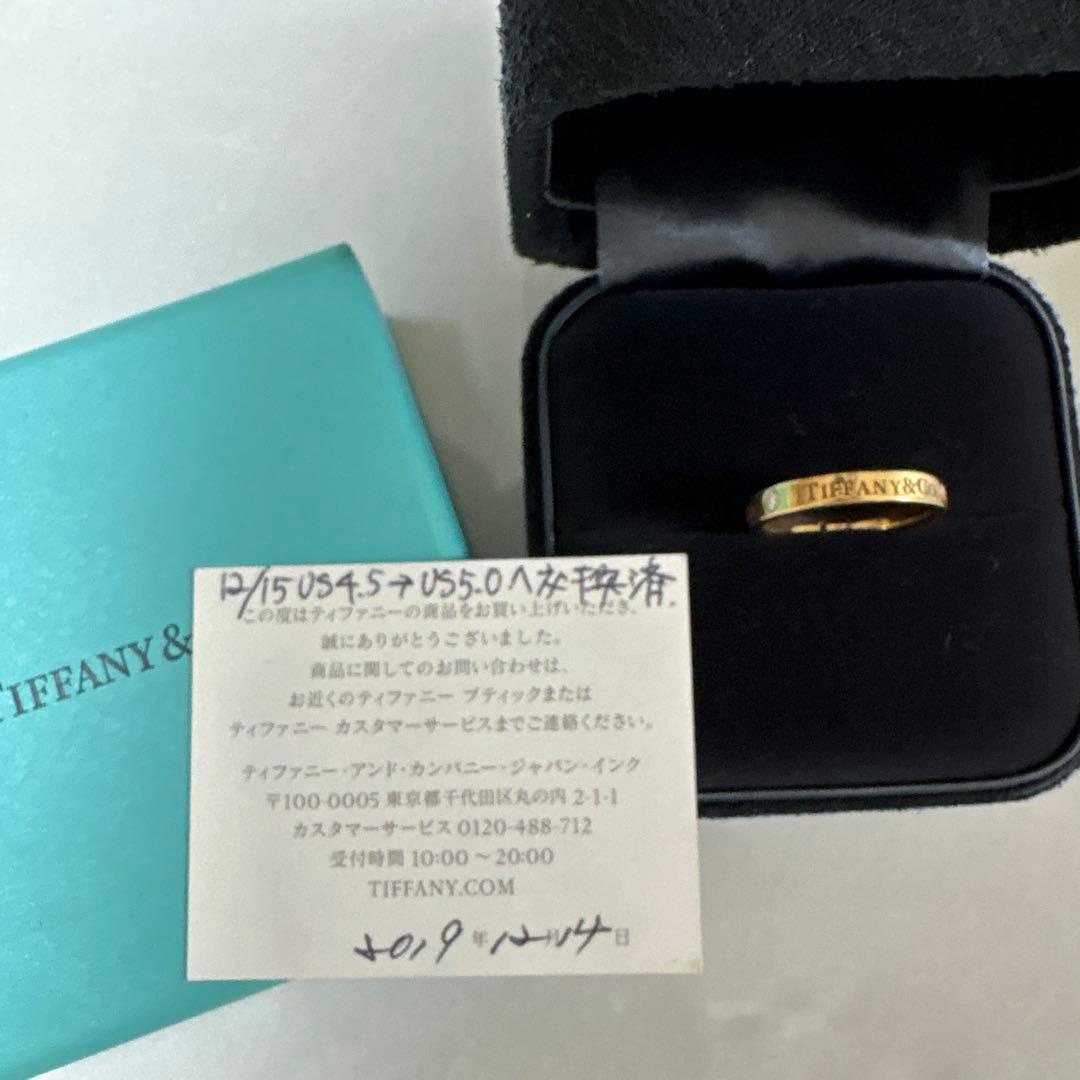 TIFFANY&Co.
TIFFANY &
12/15 US4.5→US5.0へ交換済.
この度はティファニーの商品をお買い上げいただき、
誠にありがとうございました。
商品に関してのお問い合わせは、
お近くのティファニー ブティックまたは
ティファニー カスタマーサービスまでご連絡ください。
ティファニー・アンド・カンパニー・ジャパン・インク
〒100-0005 東京都千代田区丸の内 2-1-1
カスタマーサービス 0120-488-712
受付時間 10:00 〜 20:00
TIFFANY.COM
2019 年 12 月 14 日